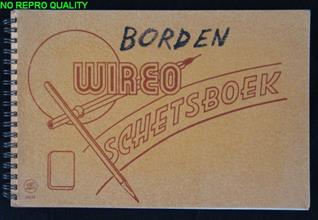 NO REPRO QUALITY
BORDEN
WIREO
SCHETSBOEK